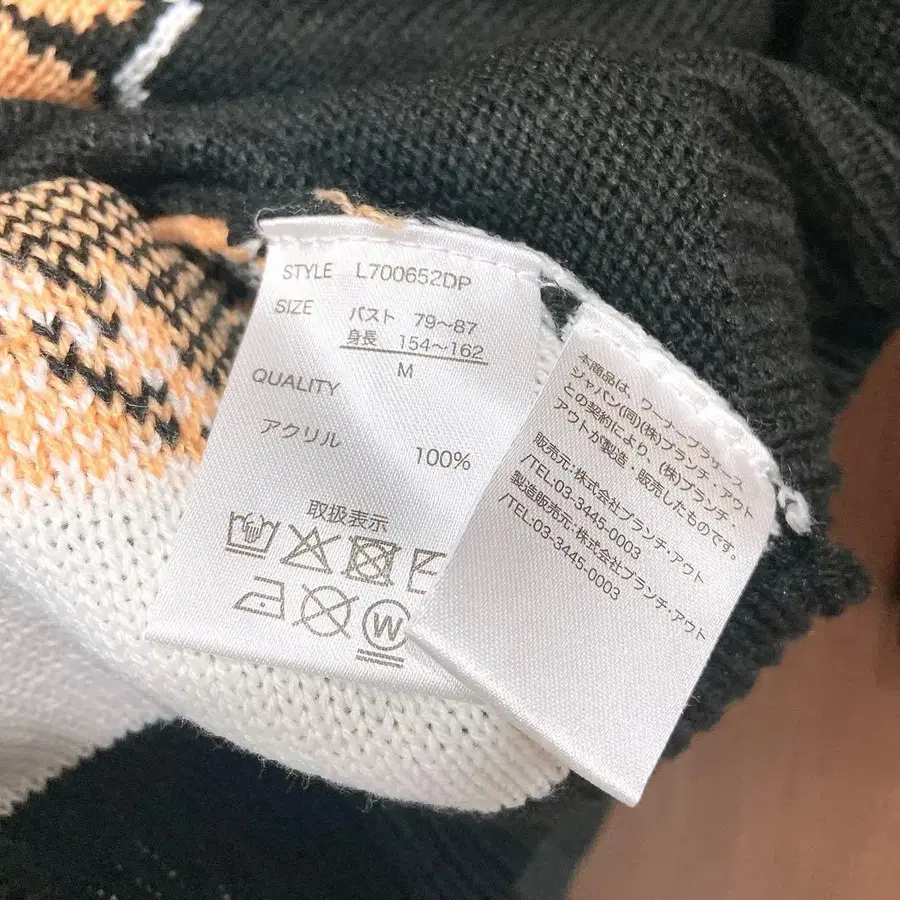 STYLE L700652DP
SIZE バスト 79～87
身長 154～162
M
QUALITY
アクリル 100%
取扱表示
W
本商品は、ワーナーブラザース
ジャパン(同)(株)ブランチ・アウト
との契約により、(株)ブランチ・
アウトが製造・販売したものです。
販売元:株式会社ブランチ・アウト
/TEL:03-3445-0003
製造販売元:株式会社ブランチ・アウト
/TEL:03-3445-0003